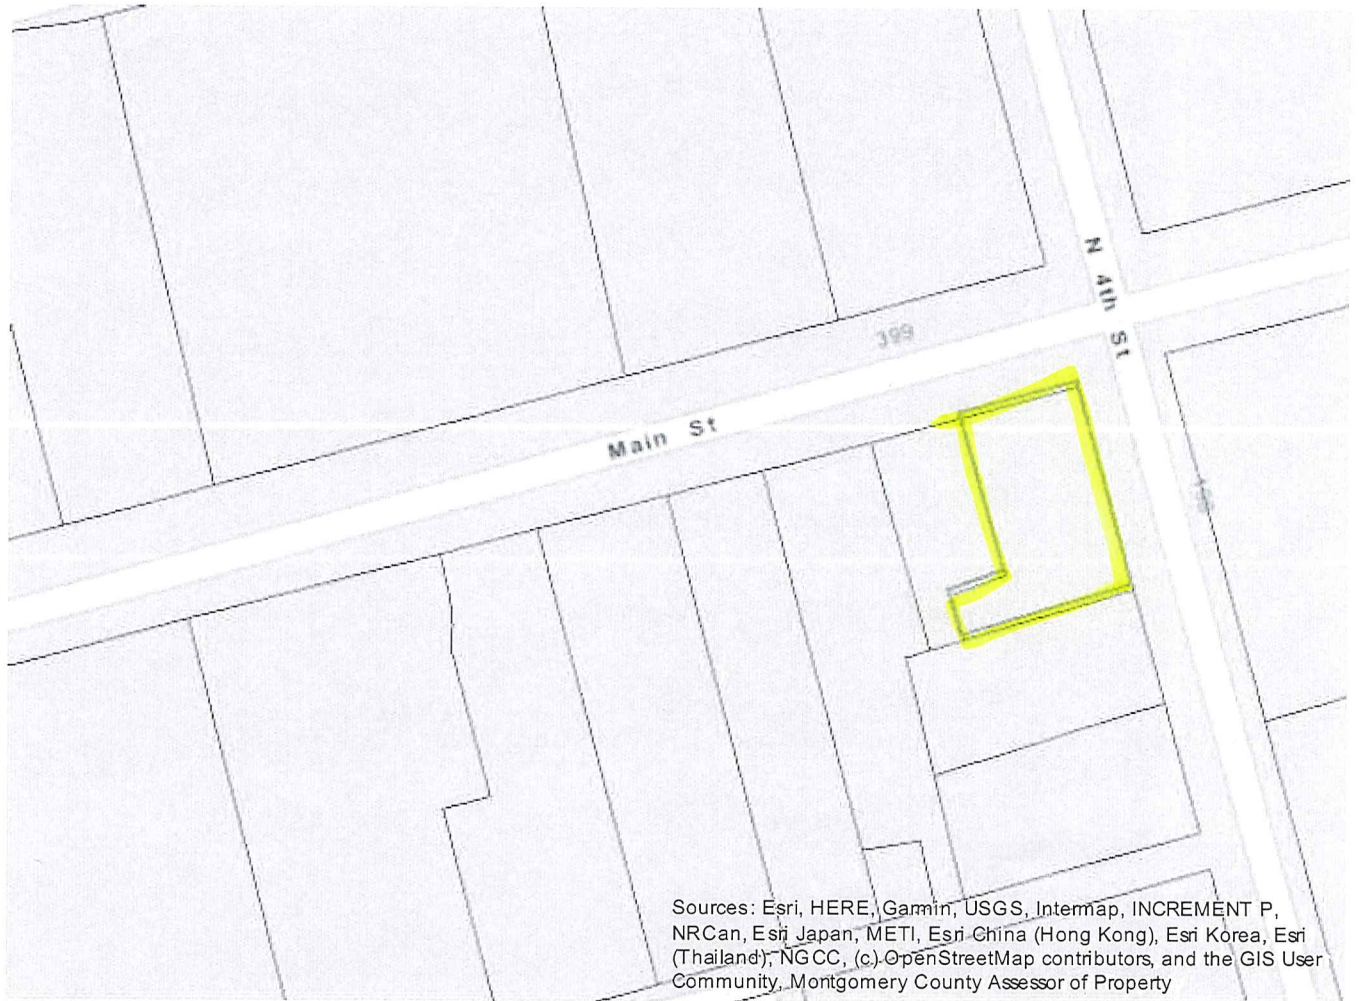 N 4th St
399
Main St
Sources: Esri, HERE, Garmin, USGS, Intermap, INCREMENT P,
NRCan, Esri Japan, METI, Esri China (Hong Kong), Esri Korea, Esri
(Thailand), NGCC, (c) OpenStreetMap contributors, and the GIS User
Community, Montgomery County Assessor of Property